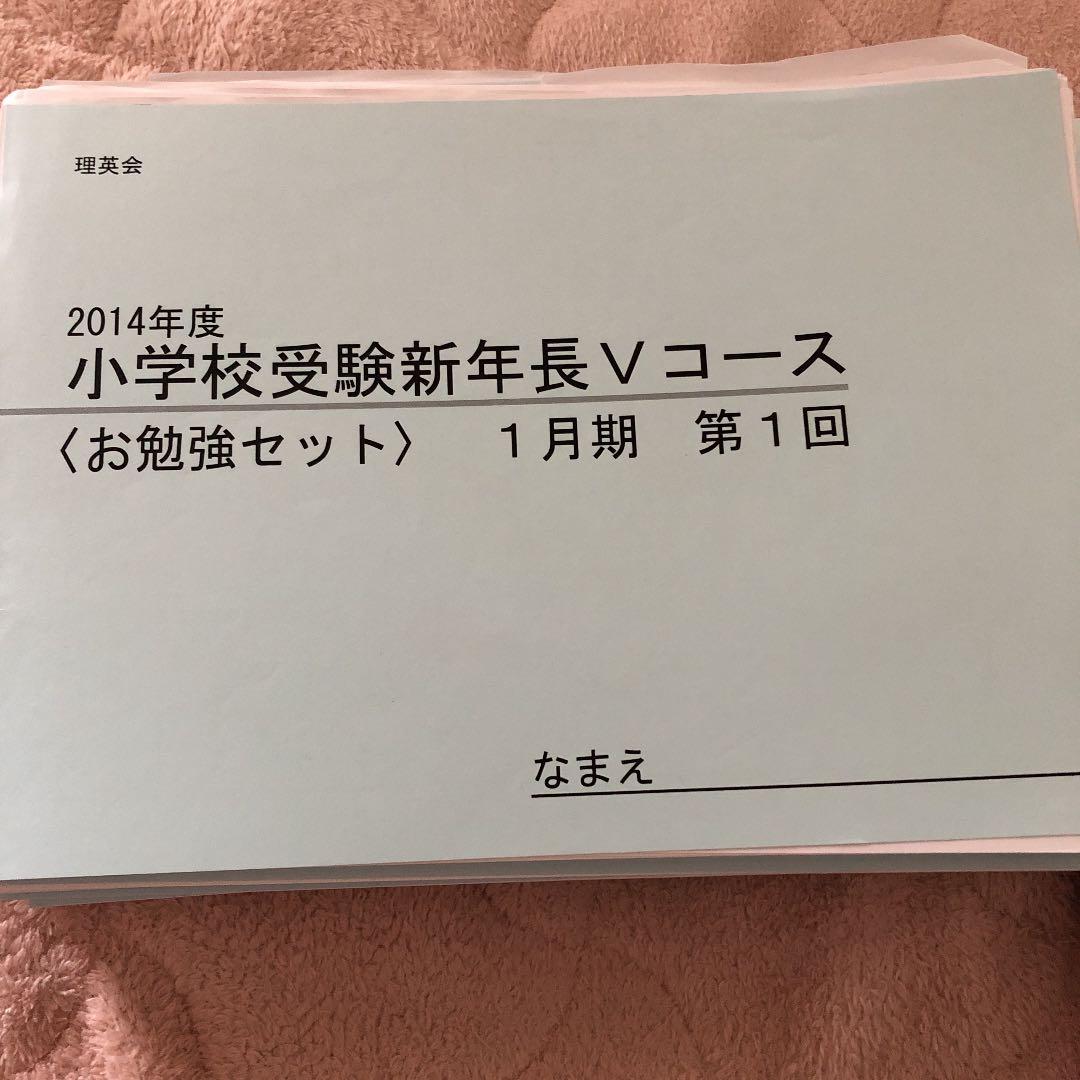 理英会
2014年度
小学校受験新年長Ⅴコース
〈お勉強セット〉　１月期　第１回
なまえ